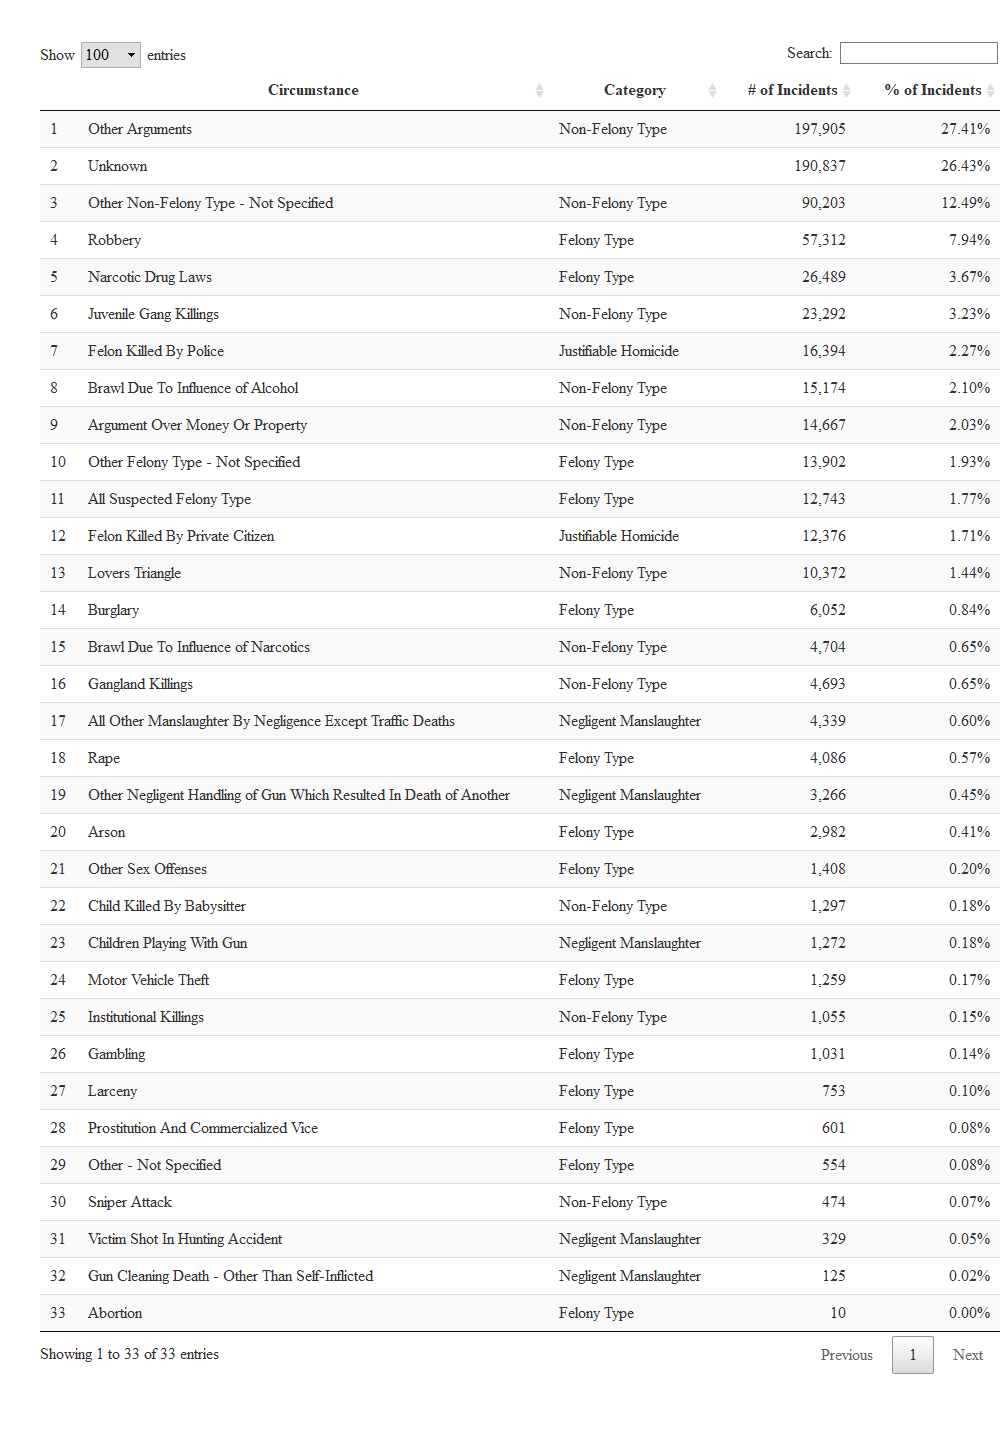 Show 100 entries Search:
Circumstance Category # of Incidents % of Incidents
1 Other Arguments Non-Felony Type 197,905 27.41%
2 Unknown 190,837 26.43%
3 Other Non-Felony Type - Not Specified Non-Felony Type 90,203 12.49%
4 Robbery Felony Type 57,312 7.94%
5 Narcotic Drug Laws Felony Type 26,489 3.67%
6 Juvenile Gang Killings Non-Felony Type 23,292 3.23%
7 Felon Killed By Police Justifiable Homicide 16,394 2.27%
8 Brawl Due To Influence of Alcohol Non-Felony Type 15,174 2.10%
9 Argument Over Money Or Property Non-Felony Type 14,667 2.03%
10 Other Felony Type - Not Specified Felony Type 13,902 1.93%
11 All Suspected Felony Type Felony Type 12,743 1.77%
12 Felon Killed By Private Citizen Justifiable Homicide 12,376 1.71%
13 Lovers Triangle Non-Felony Type 10,372 1.44%
14 Burglary Felony Type 6,052 0.84%
15 Brawl Due To Influence of Narcotics Non-Felony Type 4,704 0.65%
16 Gangland Killings Non-Felony Type 4,693 0.65%
17 All Other Manslaughter By Negligence Except Traffic Deaths Negligent Manslaughter 4,339 0.60%
18 Rape Felony Type 4,086 0.57%
19 Other Negligent Handling of Gun Which Resulted In Death of Another Negligent Manslaughter 3,266 0.45%
20 Arson Felony Type 2,982 0.41%
21 Other Sex Offenses Felony Type 1,408 0.20%
22 Child Killed By Babysitter Non-Felony Type 1,297 0.18%
23 Children Playing With Gun Negligent Manslaughter 1,272 0.18%
24 Motor Vehicle Theft Felony Type 1,259 0.17%
25 Institutional Killings Non-Felony Type 1,055 0.15%
26 Gambling Felony Type 1,031 0.14%
27 Larceny Felony Type 753 0.10%
28 Prostitution And Commercialized Vice Felony Type 601 0.08%
29 Other - Not Specified Felony Type 554 0.08%
30 Sniper Attack Non-Felony Type 474 0.07%
31 Victim Shot In Hunting Accident Negligent Manslaughter 329 0.05%
32 Gun Cleaning Death - Other Than Self-Inflicted Negligent Manslaughter 125 0.02%
33 Abortion Felony Type 10 0.00%
Showing 1 to 33 of 33 entries Previous 1 Next